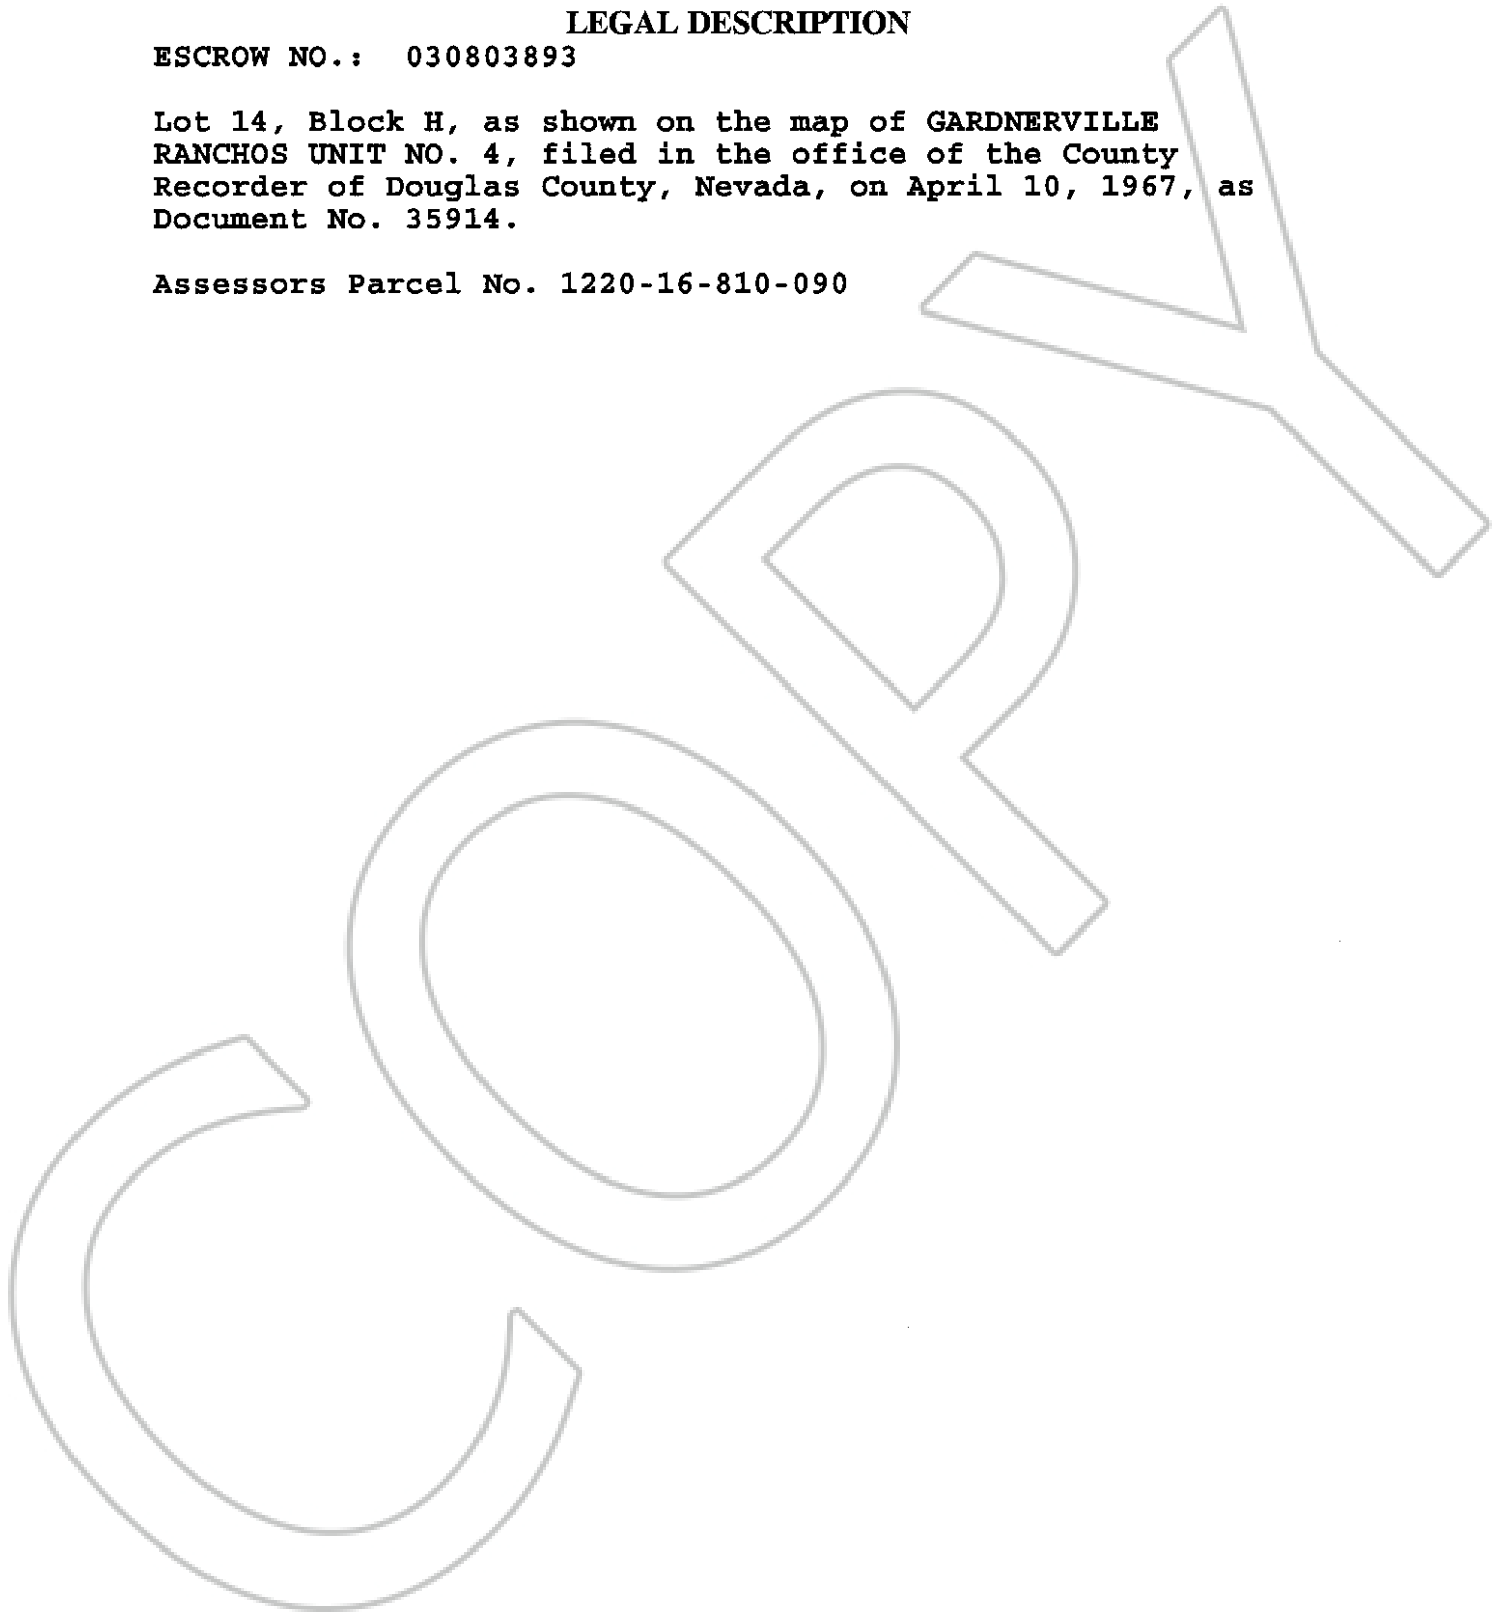 LEGAL DESCRIPTION
ESCROW NO.: 030803893
Lot 14, Block H, as shown on the map of GARDNERVILLE
RANCHOS UNIT NO. 4, filed in the office of the County
Recorder of Douglas County, Nevada, on April 10, 1967, as
Document No. 35914.
Assessors Parcel No. 1220-16-810-090
COPY